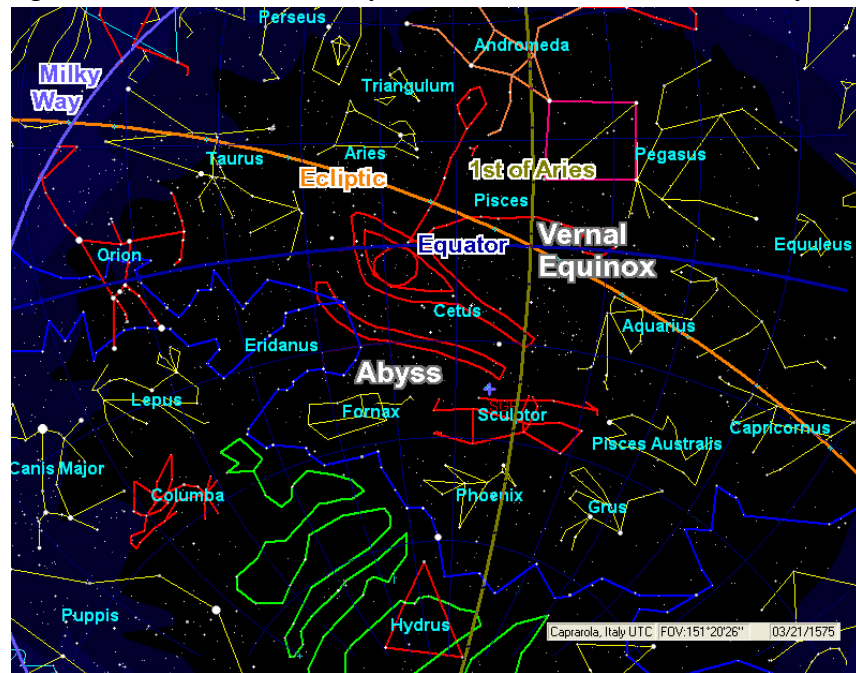 Perseus
Andromeda
Milky
Way
Triangulum
Taurus
Aries
1st of Aries
Pegasus
Ecliptic
Pisces
Orion
Equator
Vernal
Equinox
Equuleus
Cetus
Aquarius
Eridanus
Abyss
Lepus
Fornax
SGP
Sculptor
Pisces Australis
Capricornus
Canis Major
Columba
Phoenix
Grus
Puppis
Hydrus
Caprarola, Italy UTC FOV:151°20'26" 03/21/1575